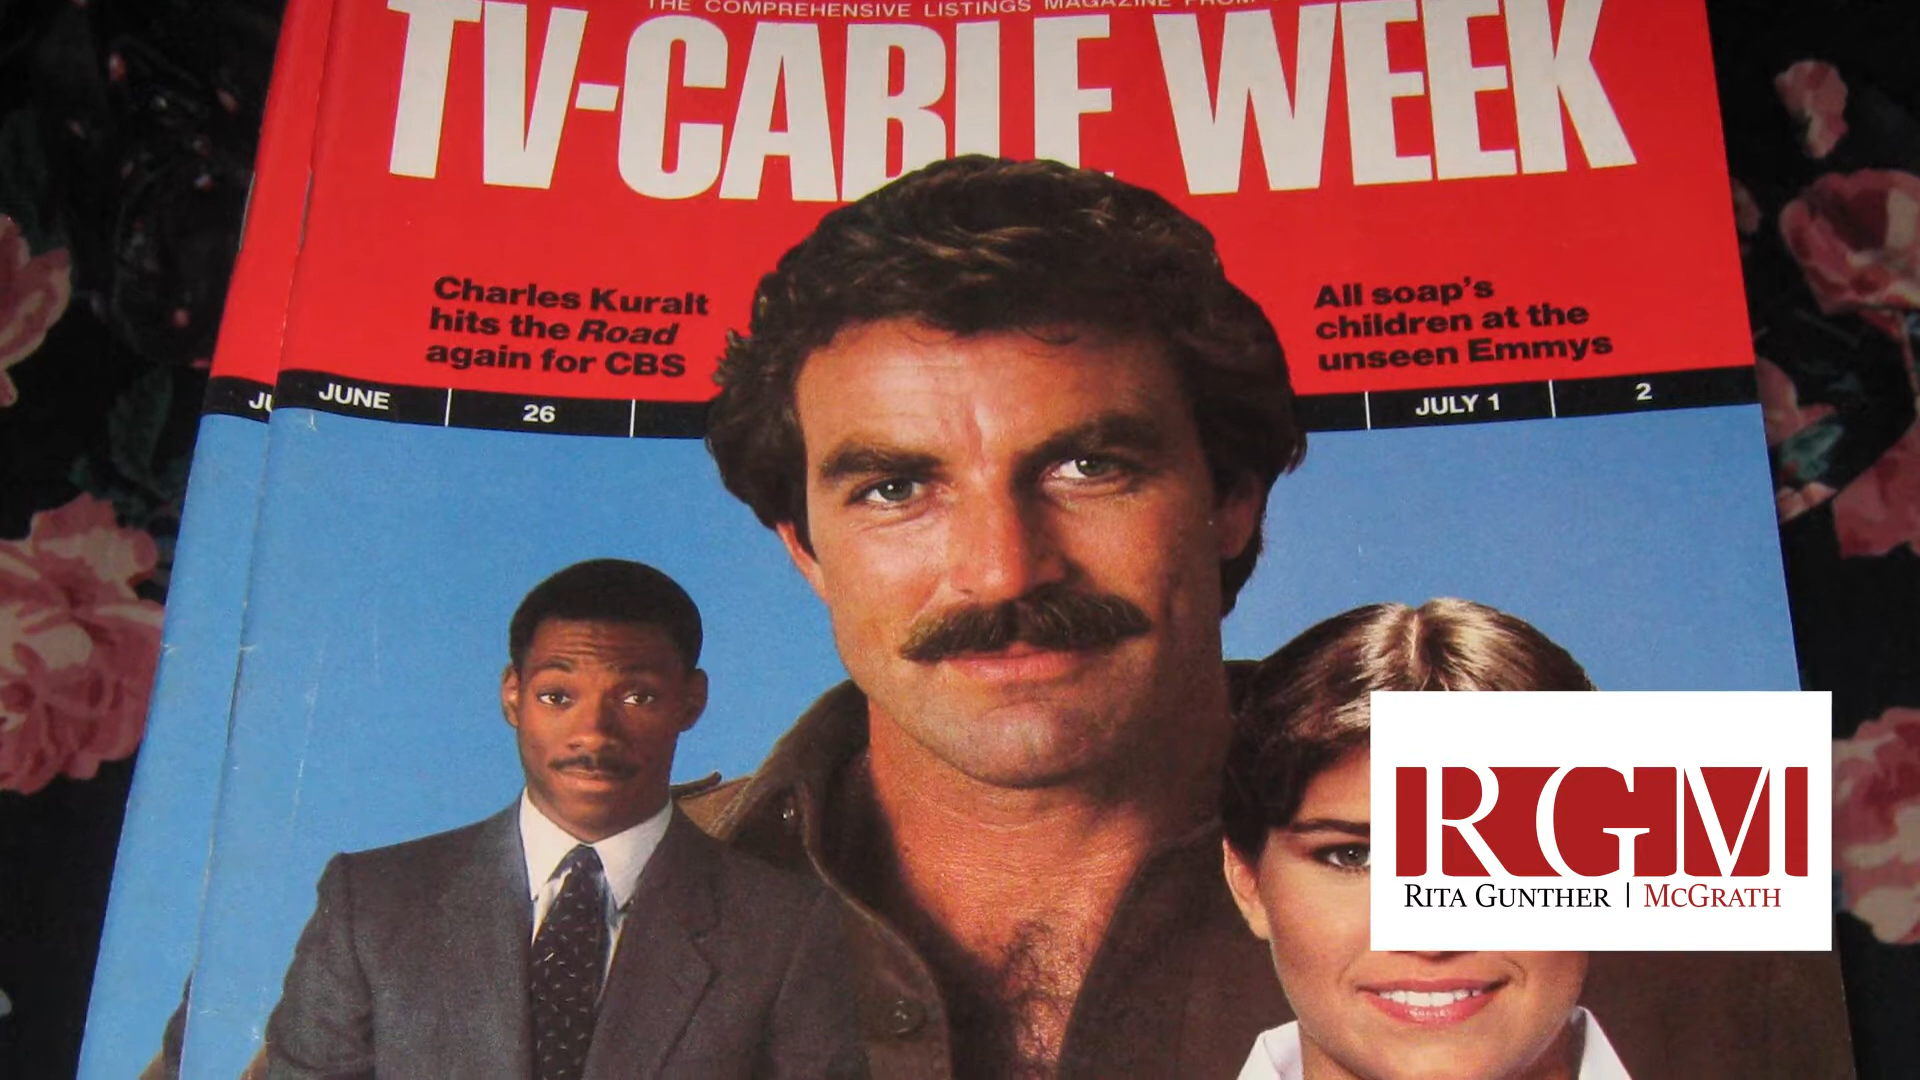 THE COMPREHENSIVE LISTINGS MAGAZINE FROM
TV-CABLE WEEK
Charles Kuralt
hits the Road
again for CBS
All soap's
children at the
unseen Emmys
JUNE
26
JULY 1
2
RGM
RITA GUNTHER | MCGRATH